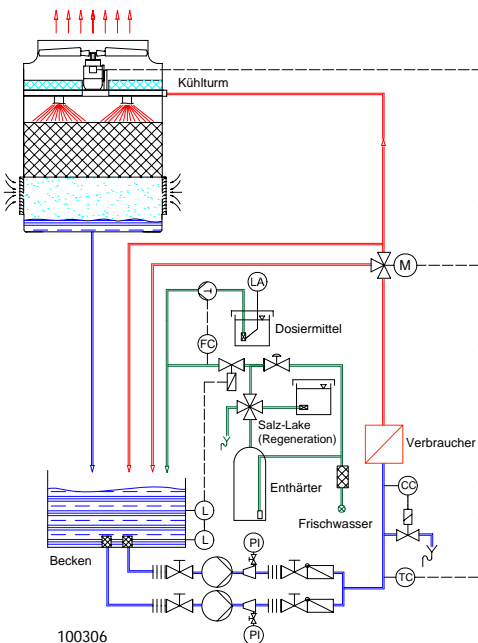 Kühlturm
M
LA
T
Dosiermittel
FC
Salz-Lake
(Regeneration)
Verbraucher
Enthärter
CC
L
Frischwasser
L
PI
Becken
TC
PI
100306